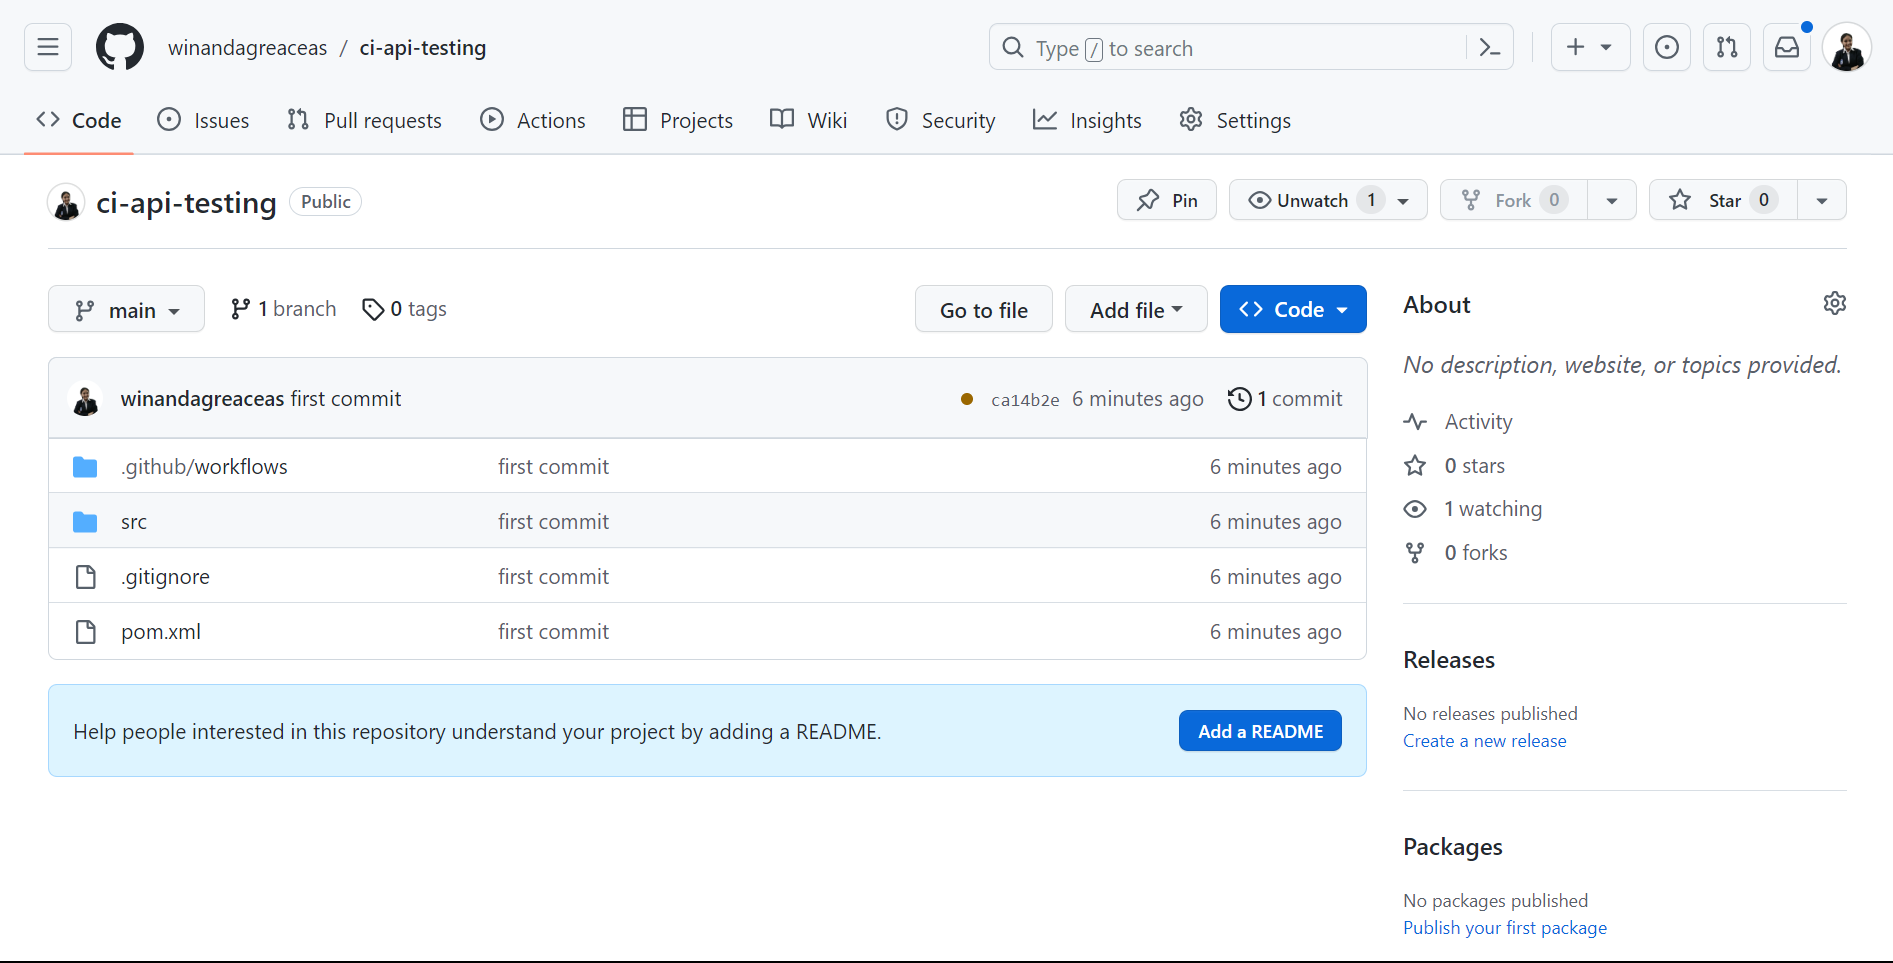 winandagreaceas / ci-api-testing
Type / to search
Code Issues Pull requests Actions Projects Wiki Security Insights Settings
ci-api-testing Public
Pin Unwatch 1 Fork 0 Star 0
main 1 branch 0 tags Go to file Add file Code
winandagreaceas first commit ca14b2e 6 minutes ago 1 commit
.github/workflows first commit 6 minutes ago
src first commit 6 minutes ago
.gitignore first commit 6 minutes ago
pom.xml first commit 6 minutes ago
Help people interested in this repository understand your project by adding a README. Add a README
About
No description, website, or topics provided.
Activity
0 stars
1 watching
0 forks
Releases
No releases published
Create a new release
Packages
No packages published
Publish your first package